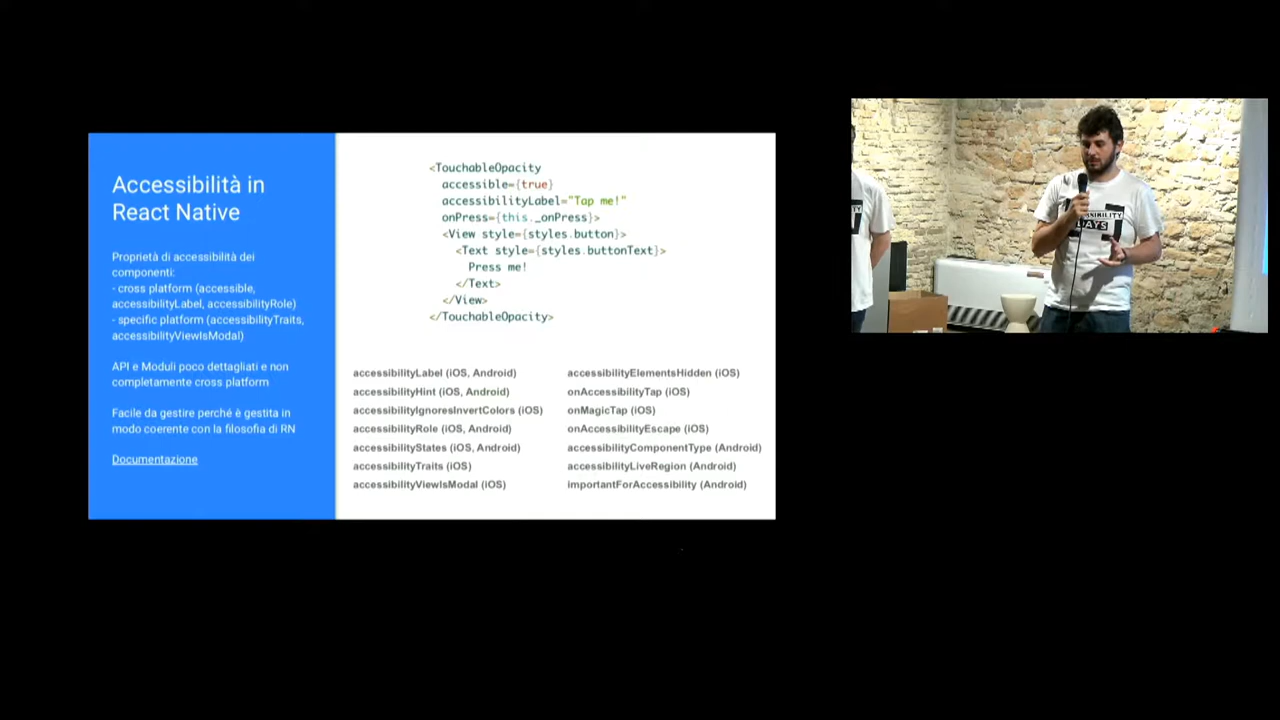 Accessibilità in
React Native
Proprietà di accessibilità dei
componenti:
- cross platform (accessible,
accessibilityLabel, accessibilityRole)
- specific platform (accessibilityTraits,
accessibilityViewIsModal)
API e Moduli poco dettagliati e non
completamente cross platform
Facile da gestire perché è gestita in
modo coerente con la filosofia di RN
Documentazione
<TouchableOpacity
accessible={true}
accessibilityLabel="Tap me!"
onPress={this._onPress}>
<View style={styles.button}>
<Text style={styles.buttonText}>
Press me!
</Text>
</View>
</TouchableOpacity>
accessibilityLabel (iOS, Android)
accessibilityHint (iOS, Android)
accessibilityIgnoresInvertColors (iOS)
accessibilityRole (iOS, Android)
accessibilityStates (iOS, Android)
accessibilityTraits (iOS)
accessibilityViewIsModal (iOS)
accessibilityElementsHidden (iOS)
onAccessibilityTap (iOS)
onMagicTap (iOS)
onAccessibilityEscape (iOS)
accessibilityComponentType (Android)
accessibilityLiveRegion (Android)
importantForAccessibility (Android)
DAYS